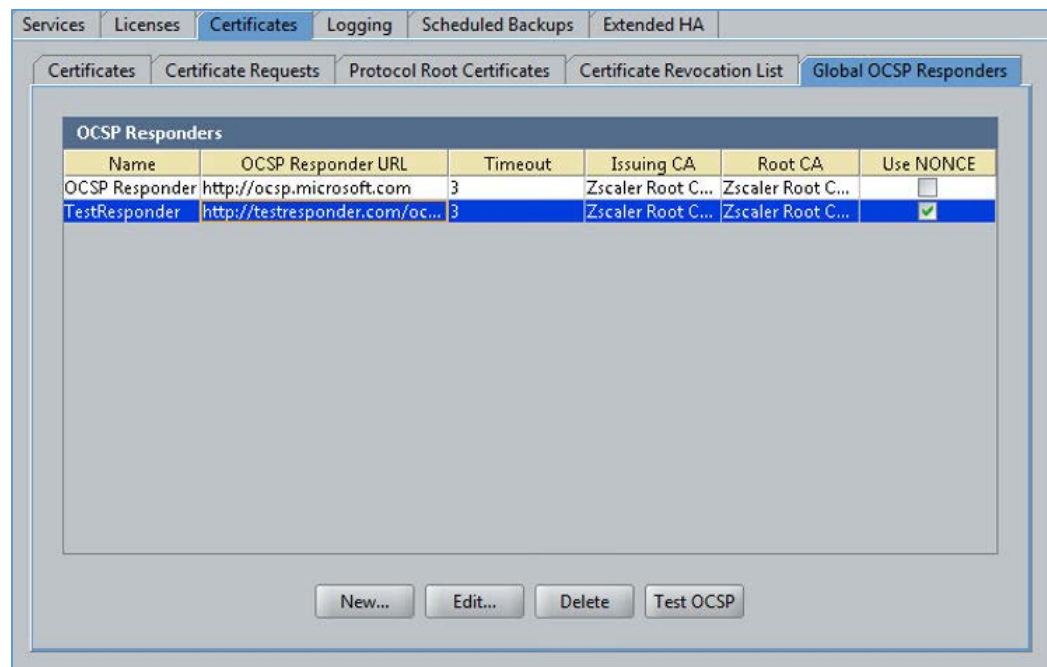 Services Licenses Certificates Logging Scheduled Backups Extended HA
Certificates Certificate Requests Protocol Root Certificates Certificate Revocation List Global OCSP Responders
OCSP Responders
Name OCSP Responder URL Timeout Issuing CA Root CA Use NONCE
OCSP Responder http://ocsp.microsoft.com 3 Zscaler Root C... Zscaler Root C...
TestResponder http://testresponder.com/oc... 3 Zscaler Root C... Zscaler Root C...
New... Edit... Delete Test OCSP